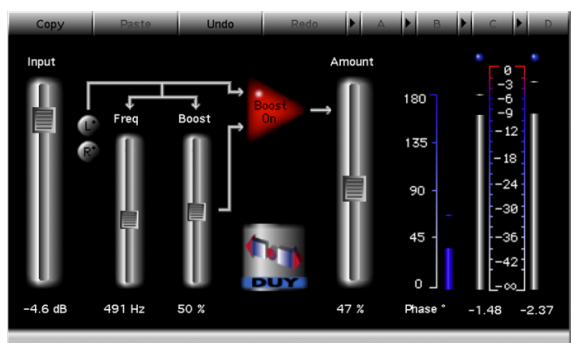 Copy Paste Undo Redo A B C D
Input
Amount
L
R
Freq Boost
Boost
On
180
135
90
45
0
0
-3
-6
-9
-12
-18
-24
-30
-36
-42
-∞
DUY
-4.6 dB 491 Hz 50 % 47 % Phase ° -1.48 -2.37